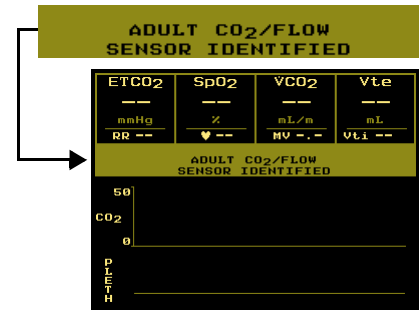 ADULT CO2/FLOW
SENSOR IDENTIFIED
ETCO2 SpO2 VCO2 Vte
-- -- -- --
mmHg % mL/m mL
RR -- ♥ -- MV -.- Vti --
ADULT CO2/FLOW
SENSOR IDENTIFIED
50
CO2
0
PLETH